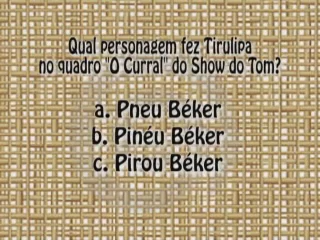 Qual personagem fez Tirulipa
no quadro "O Curral" do Show do Tom?
a. Pneu Béker
b. Pinéu Béker
c. Pirou Béker